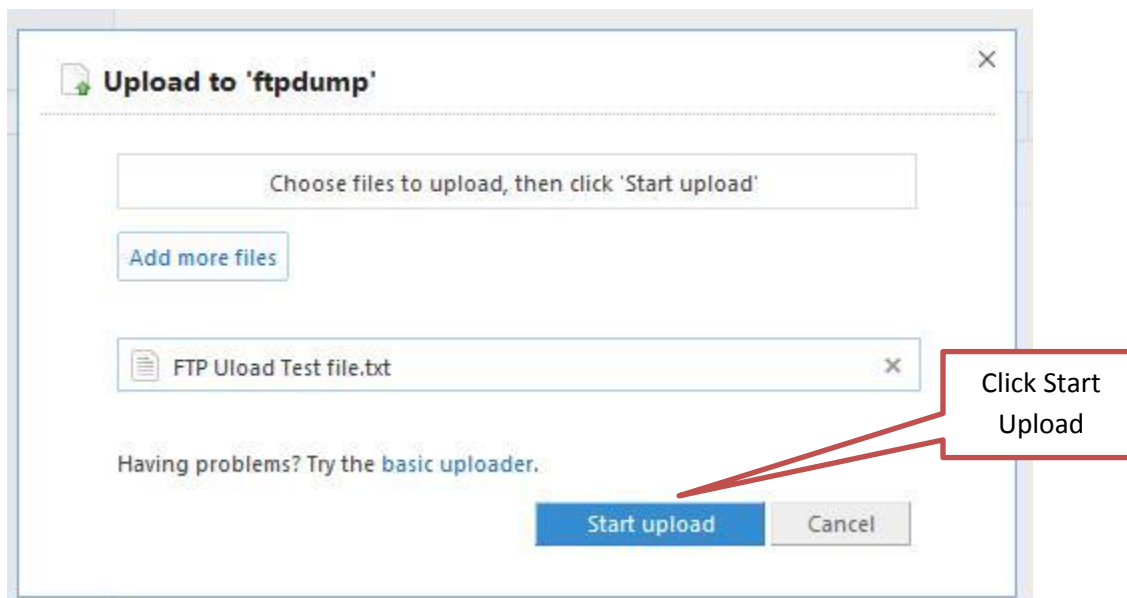 Upload to 'ftpdump'
Choose files to upload, then click 'Start upload'
Add more files
FTP Uload Test file.txt
Click Start
Upload
Having problems? Try the basic uploader.
Start upload
Cancel